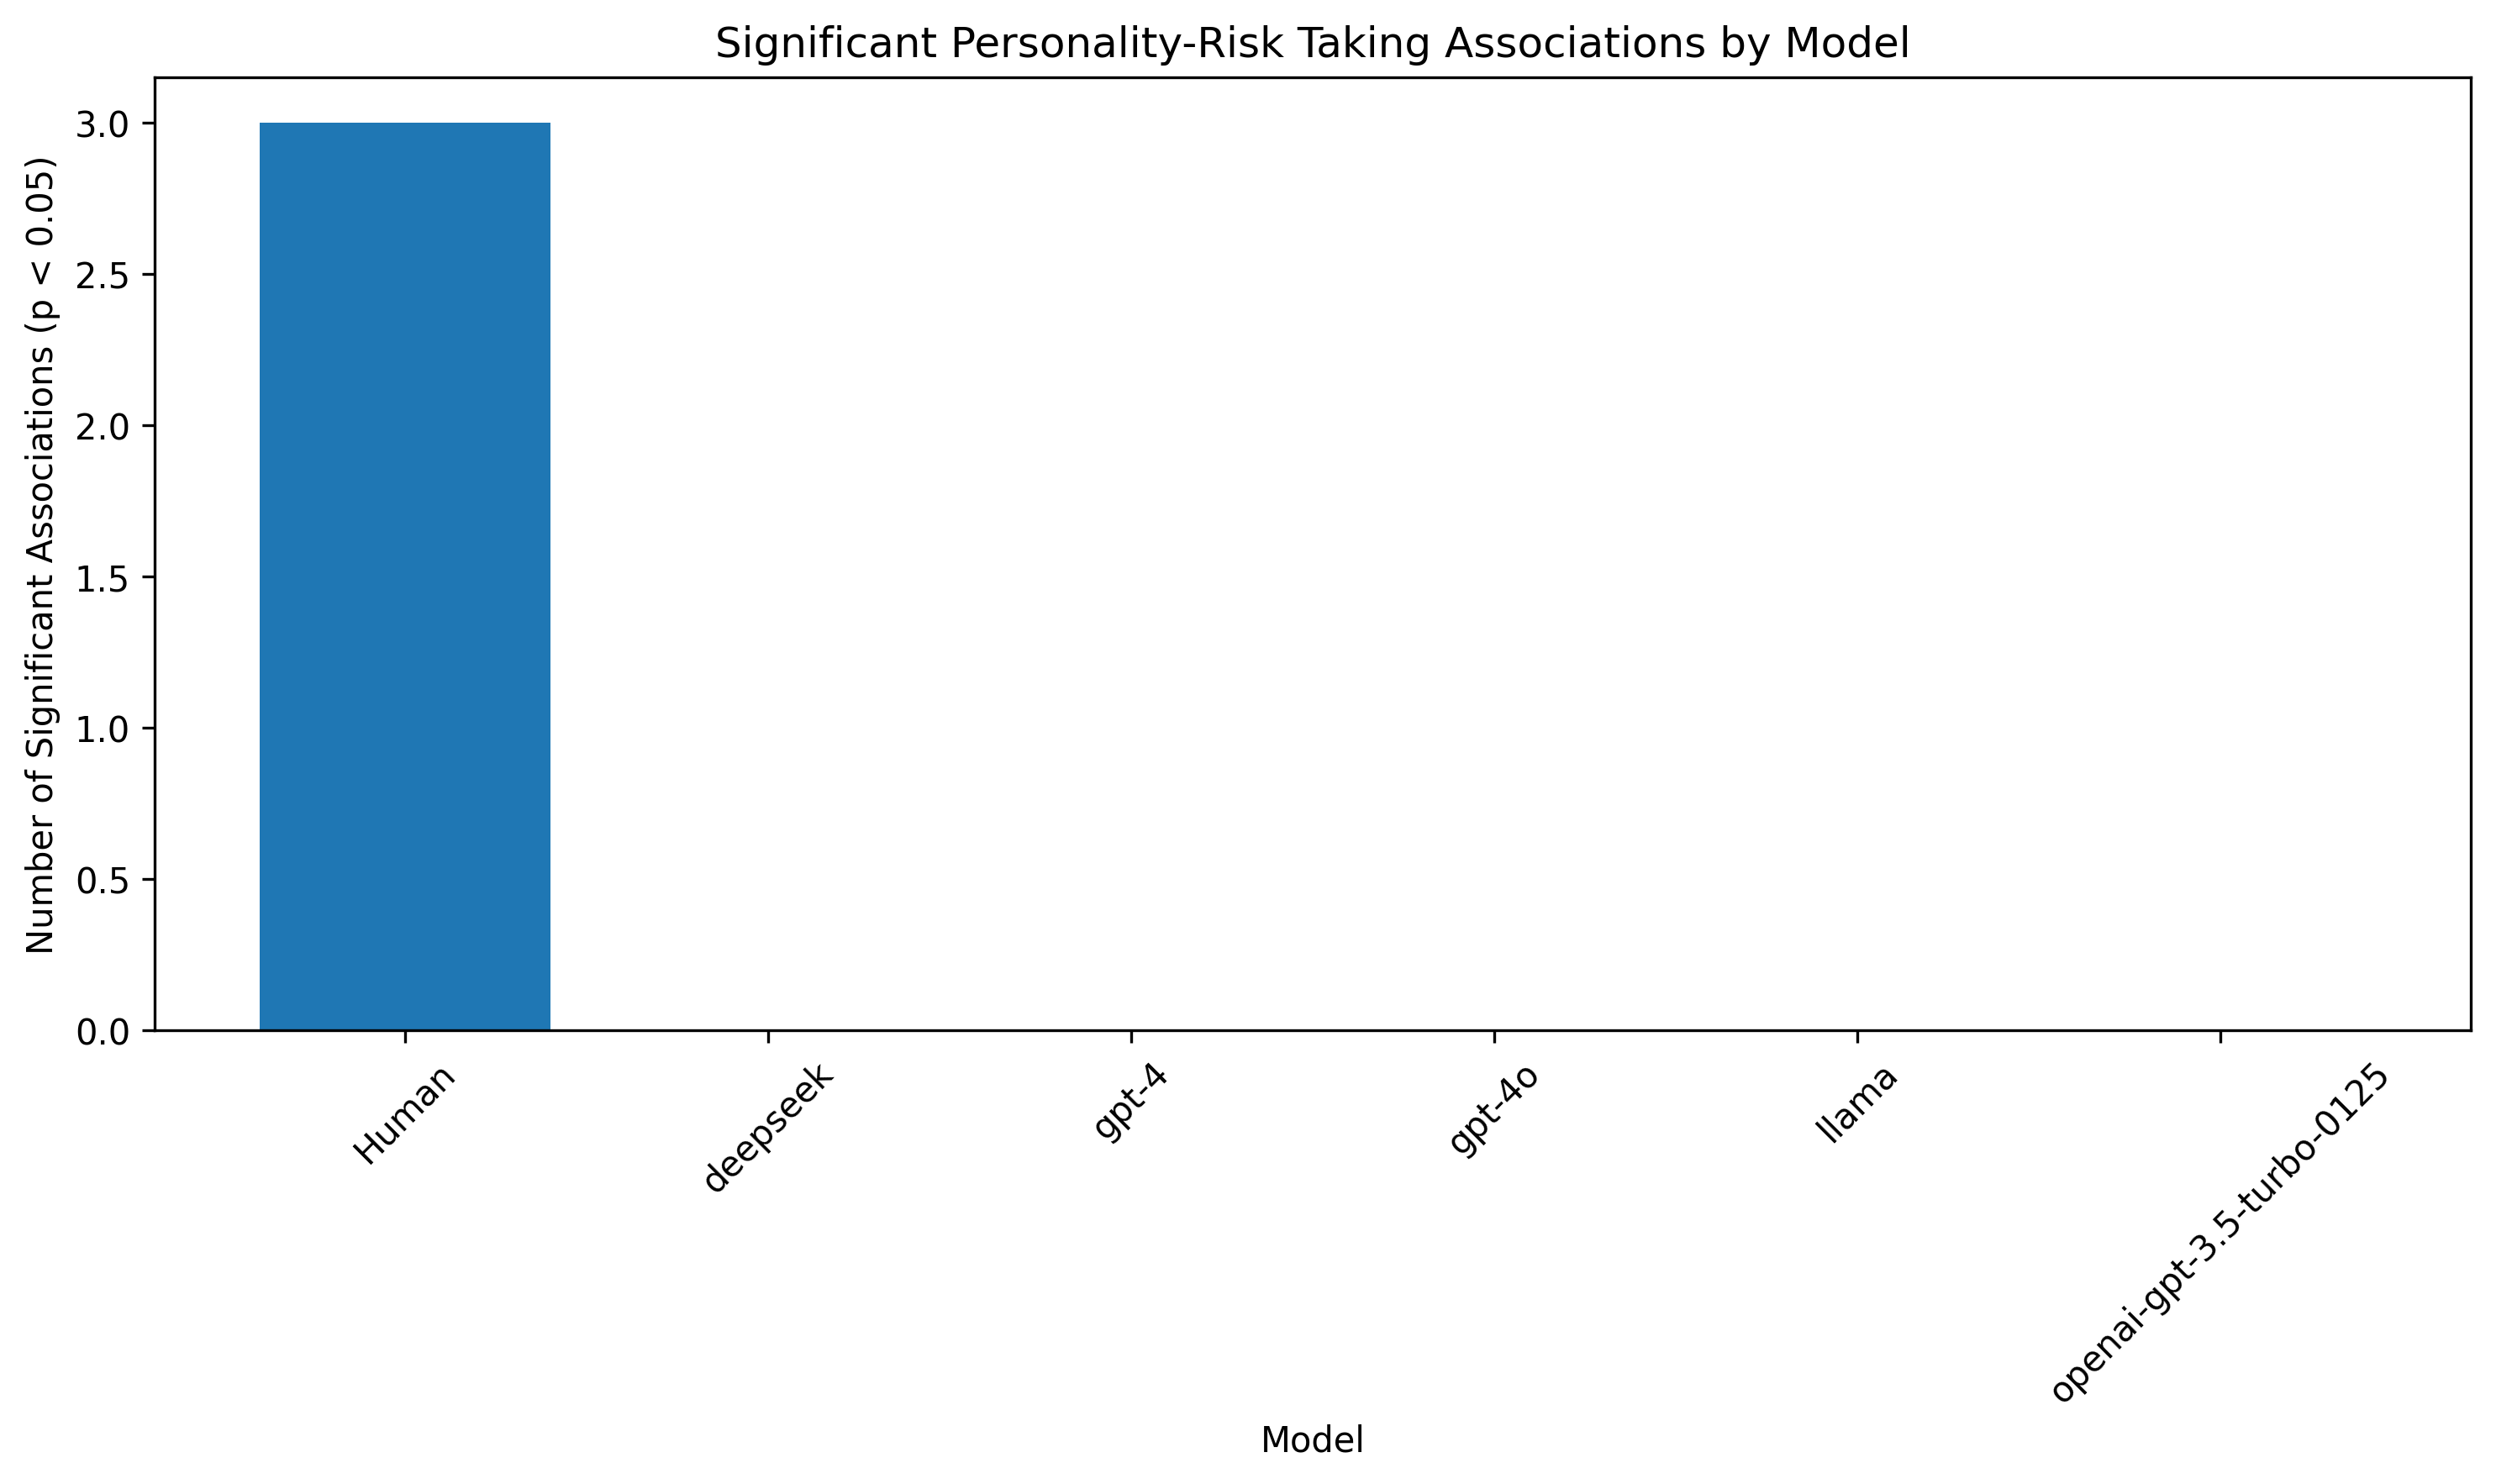 Significant Personality-Risk Taking Associations by Model
Number of Significant Associations (p < 0.05)
3.0
2.5
2.0
1.5
1.0
0.5
0.0
Human
deepseek
gpt-4
gpt-4o
llama
openai-gpt-3.5-turbo-0125
Model